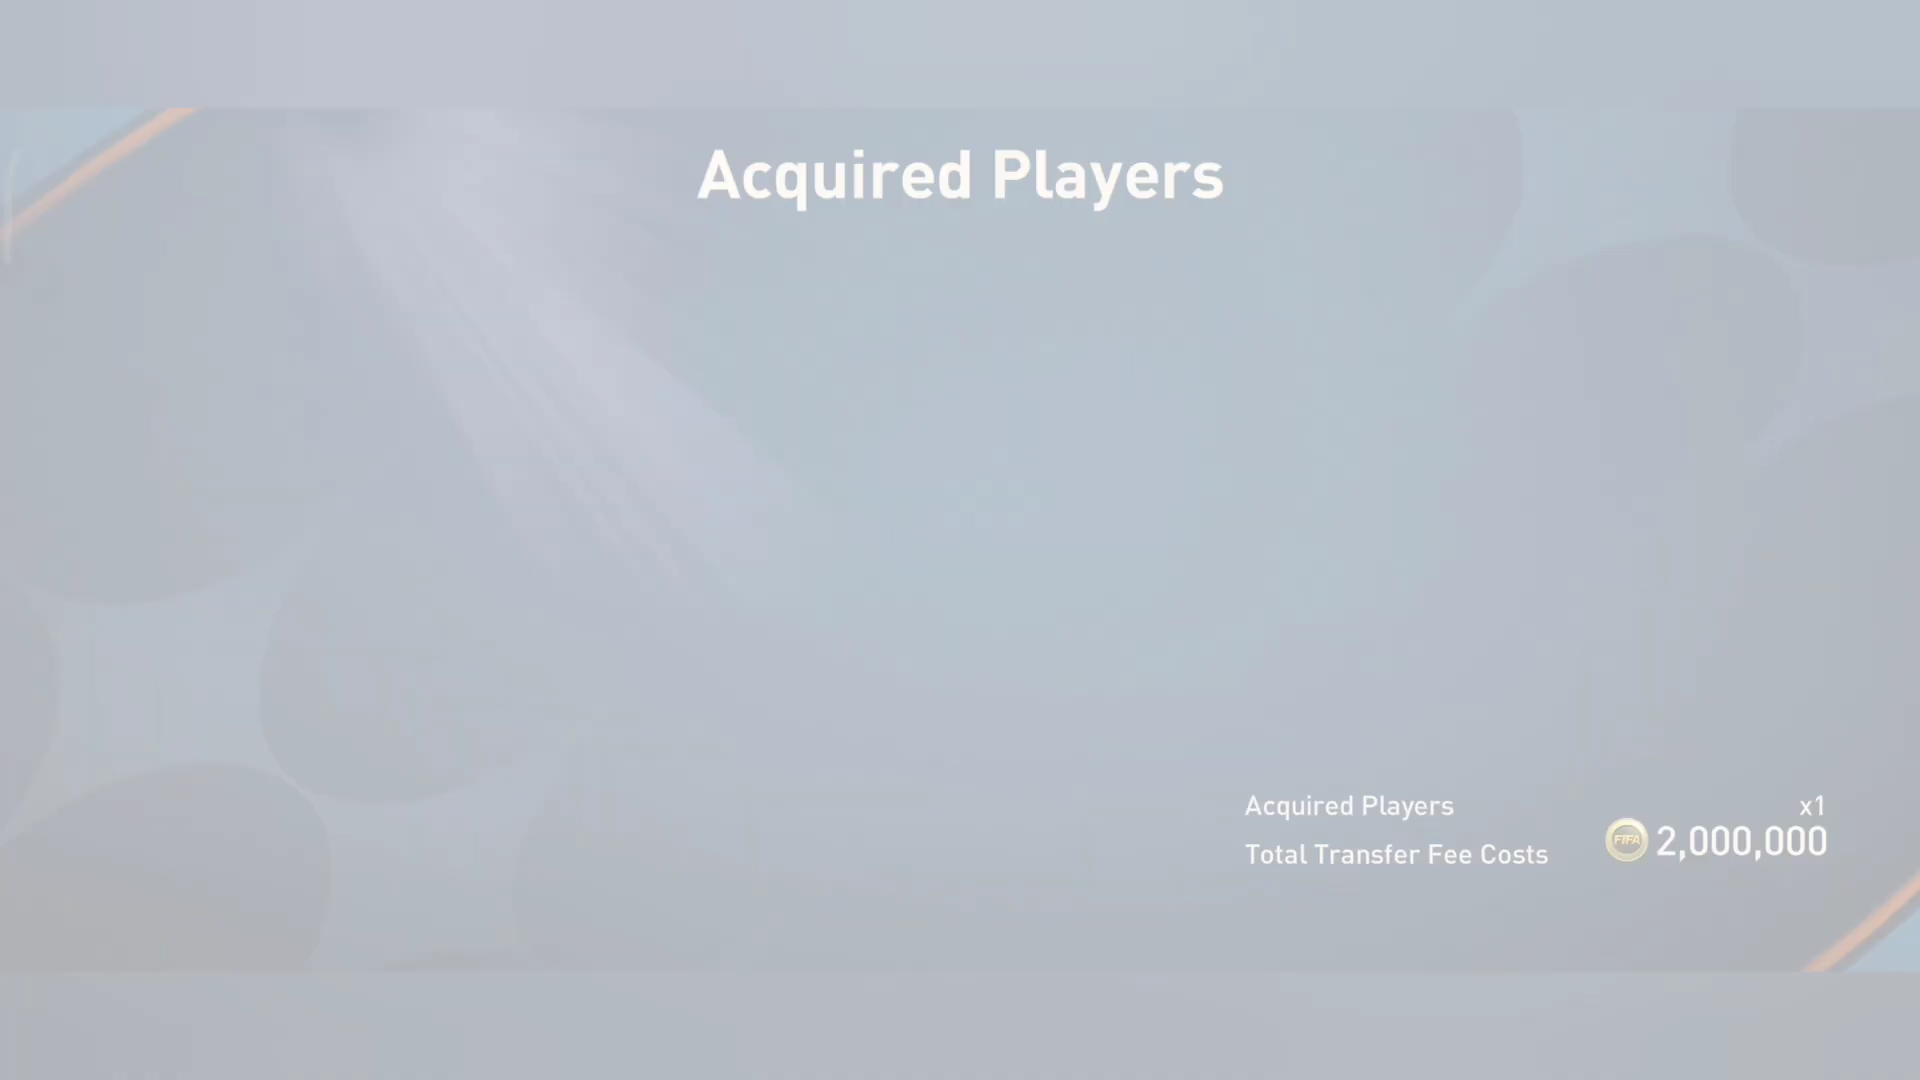 Acquired Players
Acquired Players x1
Total Transfer Fee Costs FIFA 2,000,000